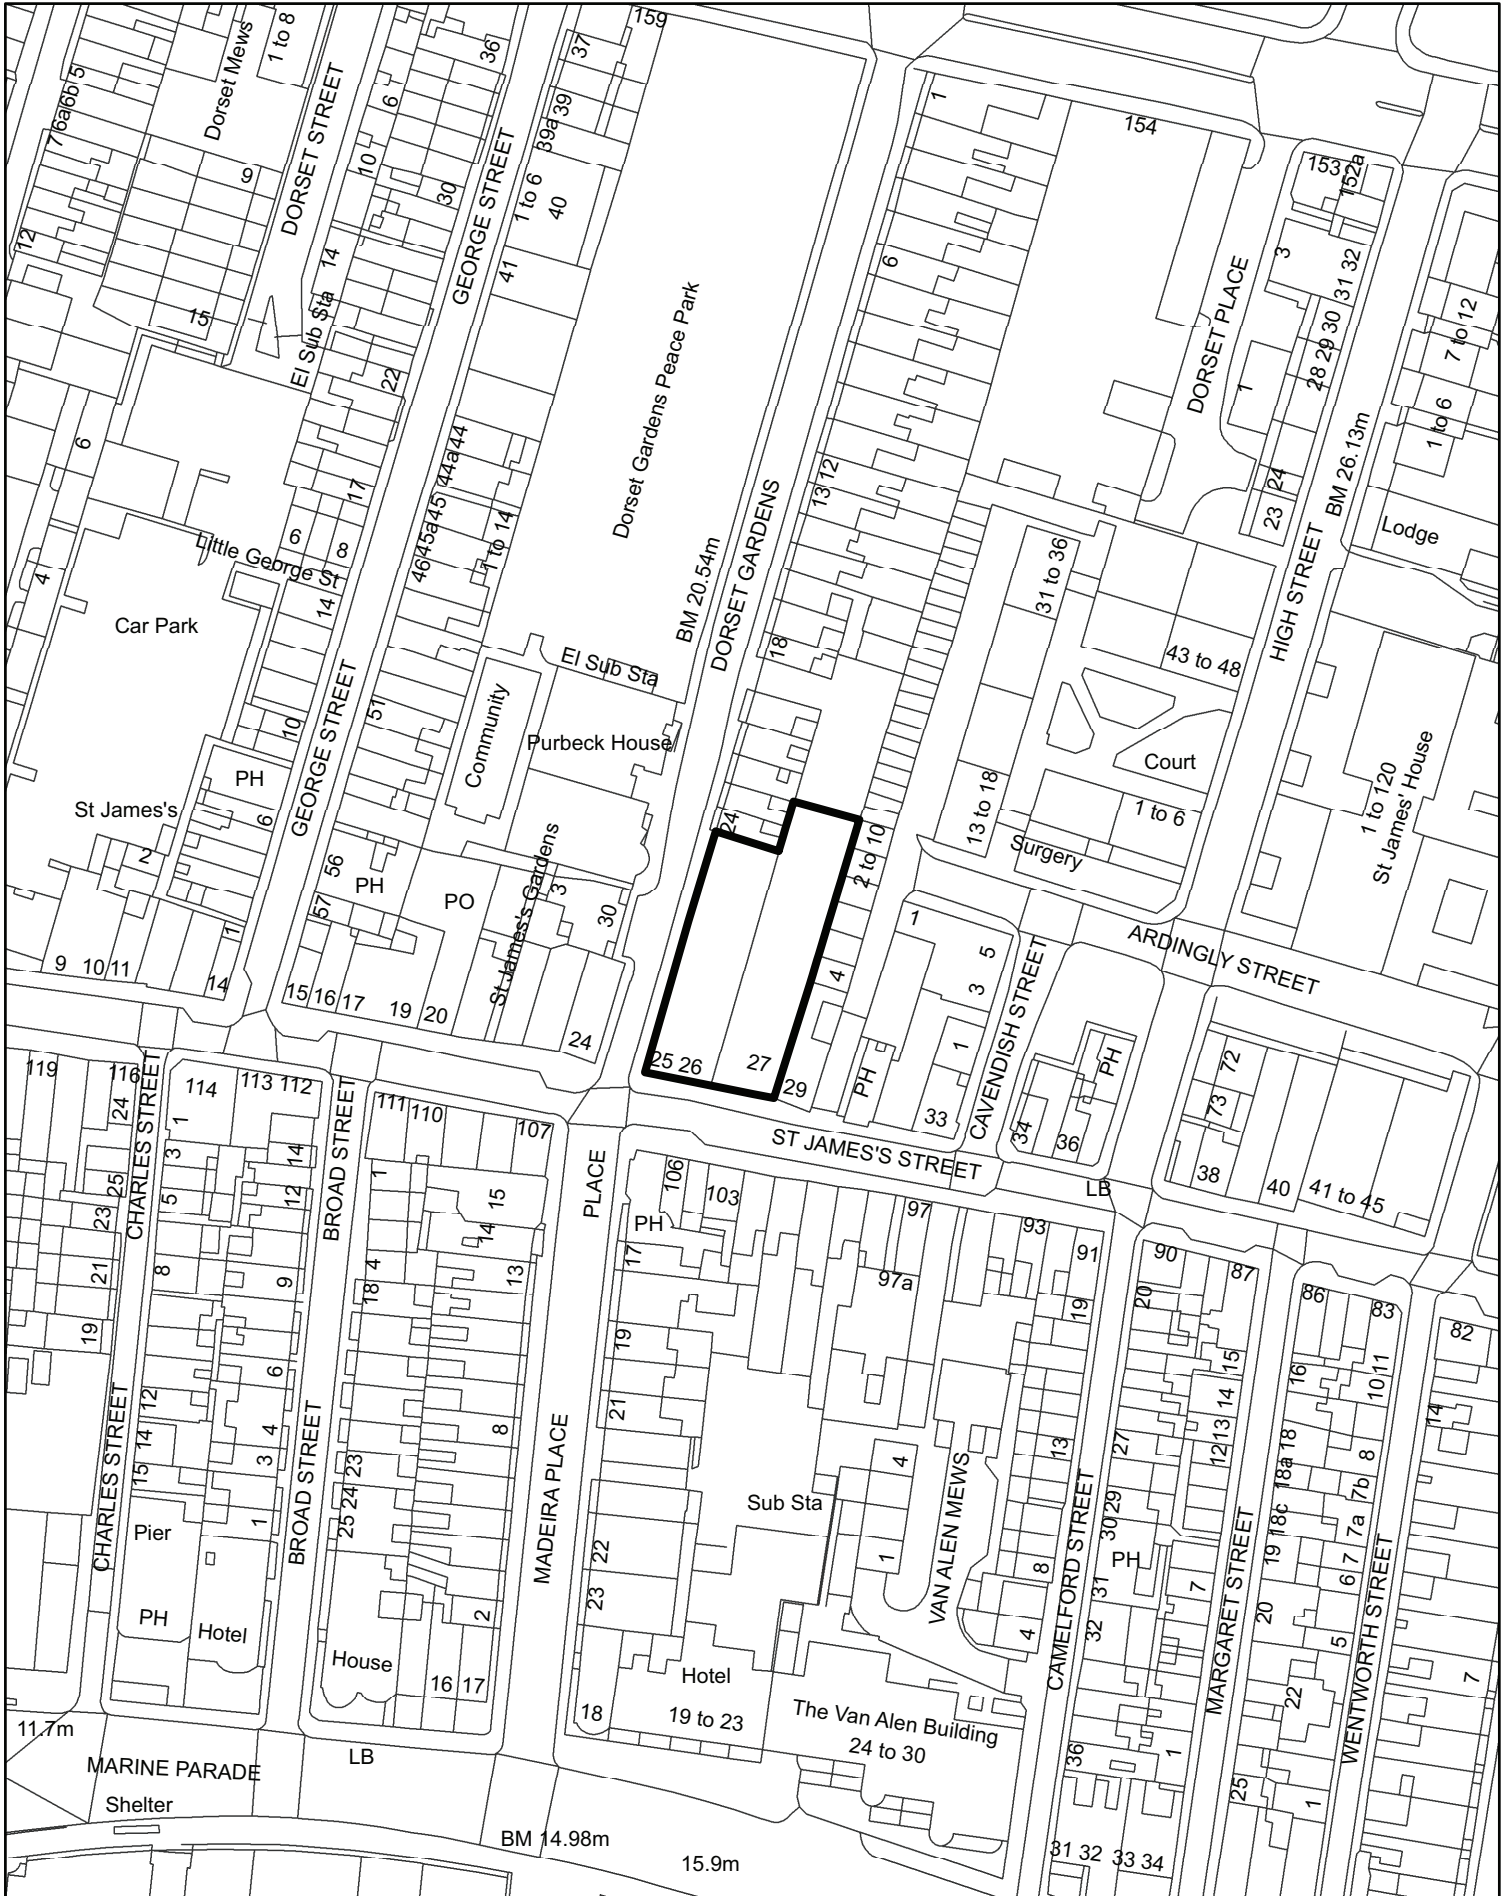 159
Dorset Mews
1 to 8
36
37
5
6b
6a
7
6
DORSET STREET
1
154
39
39a
GEORGE STREET
10
9
30
1 to 6
40
153
152a
12
14
41
6
3
31 32
15
El Sub Sta
Dorset Gardens Peace Park
DORSET PLACE
30
29
28
7 to 12
22
1
1 to 6
6
44
44a
BM 26.13m
17
45
45a
46
13 12
24
23
Lodge
Little George St
6
8
1 to 14
DORSET GARDENS
BM 20.54m
31 to 36
HIGH STREET
4
14
Car Park
18
El Sub Sta
43 to 48
GEORGE STREET
51
Community
Purbeck House
10
PH
Court
St James's
6
24
13 to 18
1 to 6
1 to 120
St James' House
2
56
PH
2 to 10
Surgery
57
PO
St James's Gardens
3
30
1
1
ARDINGLY STREET
9
10
11
14
15
16
17
19
20
24
4
5
3
1
CAVENDISH STREET
25 26
27
29
PH
33
PH
34
36
72
73
38
40
41 to 45
119
116
24
CHARLES STREET
114
113
112
1
BROAD STREET
111
110
107
ST JAMES'S STREET
LB
3
14
1
PLACE
106
103
97
93
91
90
87
25
5
12
15
14
PH
23
21
8
9
4
18
13
17
97a
19
20
86
83
82
19
6
19
15
16
11
10
12
14
4
21
14
14
CHARLES STREET
15
3
BROAD STREET
23
24
25
8
MADEIRA PLACE
4
VAN ALEN MEWS
13
27
13
12
18
18a
8
7b
Sub Sta
CAMELFORD STREET
29
30
18c
19
7a
Pier
1
22
1
8
PH
MARGARET STREET
7
6
WENTWORTH STREET
PH
Hotel
2
23
31
32
7
20
5
House
16
17
18
Hotel
19 to 23
4
The Van Alen Building
24 to 30
22
7
11.7m
MARINE PARADE
LB
36
1
25
1
Shelter
BM 14.98m
15.9m
31 32
33 34